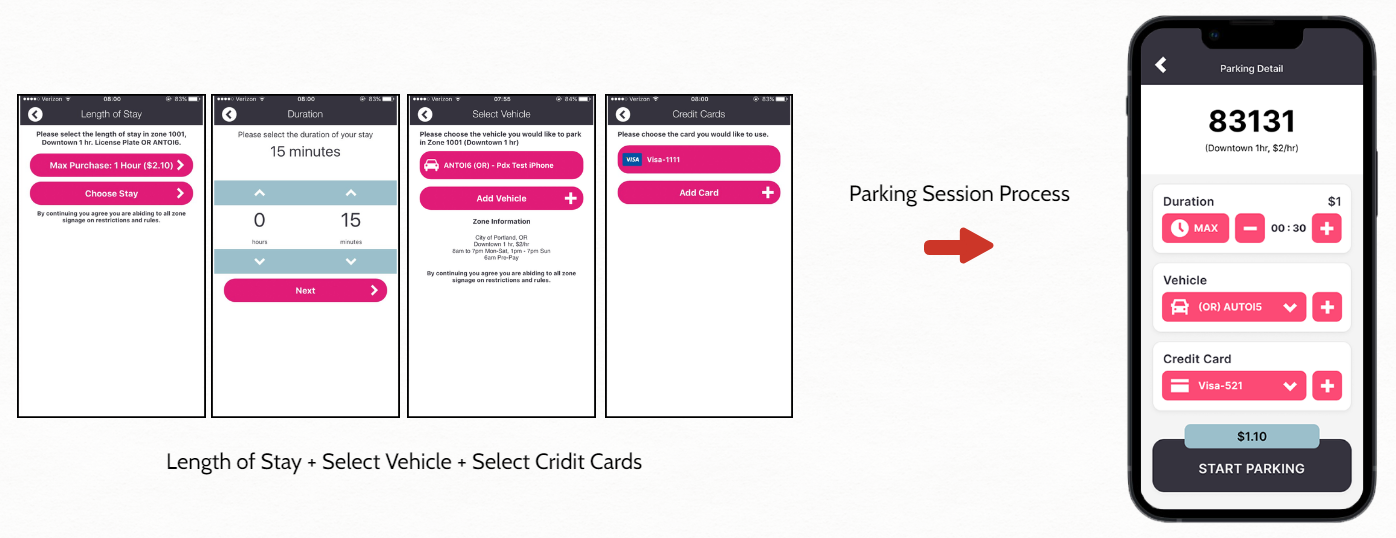 Verizon 08:00 83%
Length of Stay
Please select the length of stay in zone 1001,
Downtown 1 hr. License Plate OR ANTOI6.
Max Purchase: 1 Hour ($2.10)
Choose Stay
By continuing you agree you are abiding to all zone
signage on restrictions and rules.
Verizon 08:00 83%
Duration
Please select the duration of your stay
15 minutes
0 15
hours minutes
Next
Verizon 07:58 84%
Select Vehicle
Please choose the vehicle you would like to park
in Zone 1001 (Downtown 1 hr)
ANTOI6 (OR) - Pdx Test iPhone
Add Vehicle
Zone Information
City of Portland, OR
Downtown 1 hr, $2/hr
8am to 7pm Mon-Sat, 1pm - 7pm Sun
6am Pre-Pay
By continuing you agree you are abiding to all zone
signage on restrictions and rules.
Verizon 08:00 83%
Credit Cards
Please choose the card you would like to use.
VISA Visa-1111
Add Card
Length of Stay + Select Vehicle + Select Cridit Cards
Parking Session Process
Parking Detail
83131
(Downtown 1hr, $2/hr)
Duration $1
MAX 00 : 30
Vehicle
(OR) AUTOI5
Credit Card
Visa-521
$1.10
START PARKING